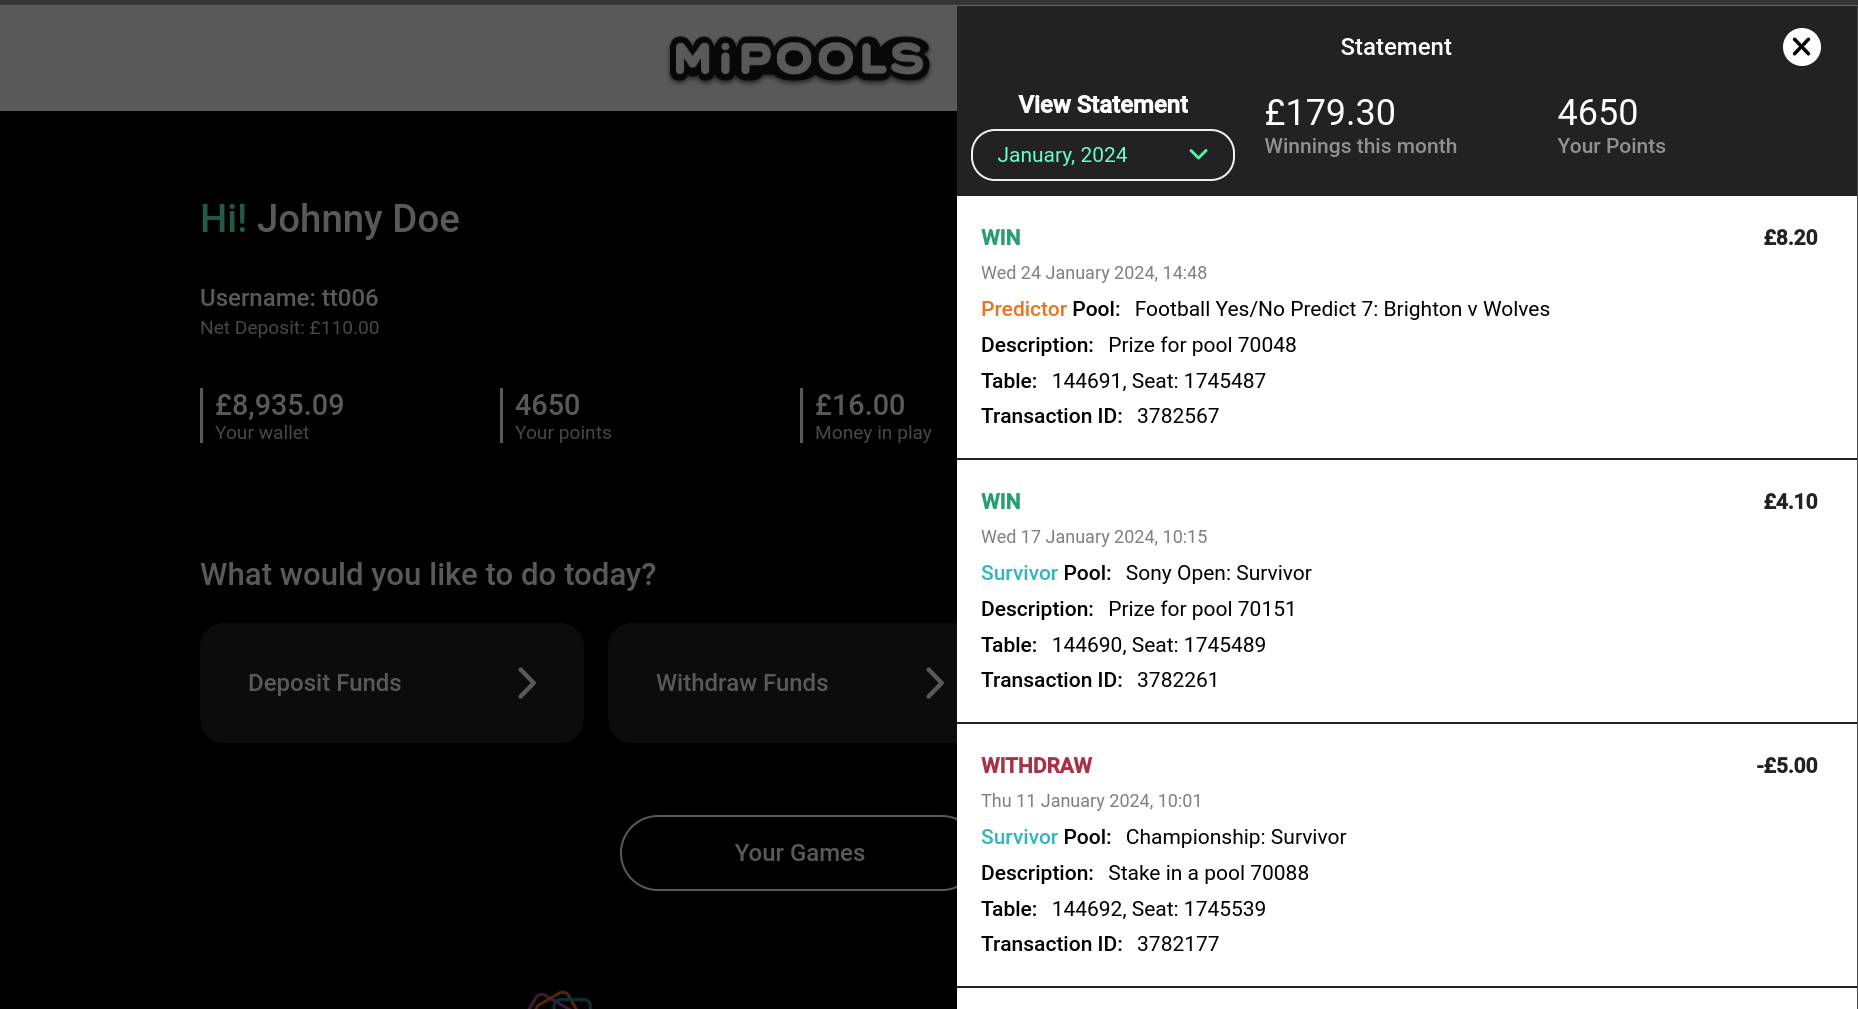 MiPOOLS
Hi! Johnny Doe
Username: tt006
Net Deposit: £110.00
£8,935.09
Your wallet
4650
Your points
£16.00
Money in play
What would you like to do today?
Deposit Funds
Withdraw Funds
Your Games
Statement
View Statement
January, 2024
£179.30
Winnings this month
4650
Your Points
WIN £8.20
Wed 24 January 2024, 14:48
Predictor Pool: Football Yes/No Predict 7: Brighton v Wolves
Description: Prize for pool 70048
Table: 144691, Seat: 1745487
Transaction ID: 3782567
WIN £4.10
Wed 17 January 2024, 10:15
Survivor Pool: Sony Open: Survivor
Description: Prize for pool 70151
Table: 144690, Seat: 1745489
Transaction ID: 3782261
WITHDRAW -£5.00
Thu 11 January 2024, 10:01
Survivor Pool: Championship: Survivor
Description: Stake in a pool 70088
Table: 144692, Seat: 1745539
Transaction ID: 3782177